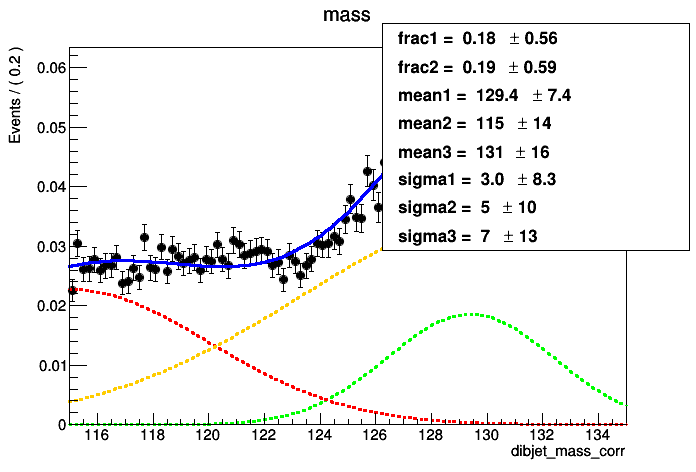 mass
frac1 = 0.18 ± 0.56
frac2 = 0.19 ± 0.59
mean1 = 129.4 ± 7.4
mean2 = 115 ± 14
mean3 = 131 ± 16
sigma1 = 3.0 ± 8.3
sigma2 = 5 ± 10
sigma3 = 7 ± 13
Events / ( 0.2 )
0.06
0.05
0.04
0.03
0.02
0.01
0
116 118 120 122 124 126 128 130 132 134
dibjet_mass_corr